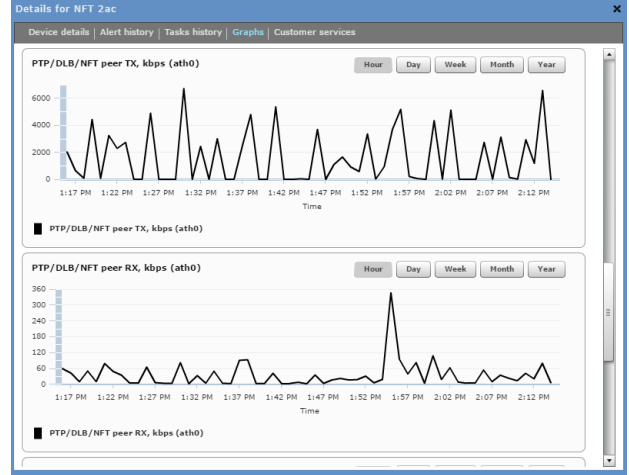 Details for NFT 2ac
Device details | Alert history | Tasks history | Graphs | Customer services
PTP/DLB/NFT peer TX, kbps (ath0)
Hour Day Week Month Year
6000
4000
2000
0
1:17 PM 1:22 PM 1:27 PM 1:32 PM 1:37 PM 1:42 PM 1:47 PM 1:52 PM 1:57 PM 2:02 PM 2:07 PM 2:12 PM
Time
PTP/DLB/NFT peer TX, kbps (ath0)
PTP/DLB/NFT peer RX, kbps (ath0)
Hour Day Week Month Year
360
300
240
180
120
60
0
1:17 PM 1:22 PM 1:27 PM 1:32 PM 1:37 PM 1:42 PM 1:47 PM 1:52 PM 1:57 PM 2:02 PM 2:07 PM 2:12 PM
Time
PTP/DLB/NFT peer RX, kbps (ath0)